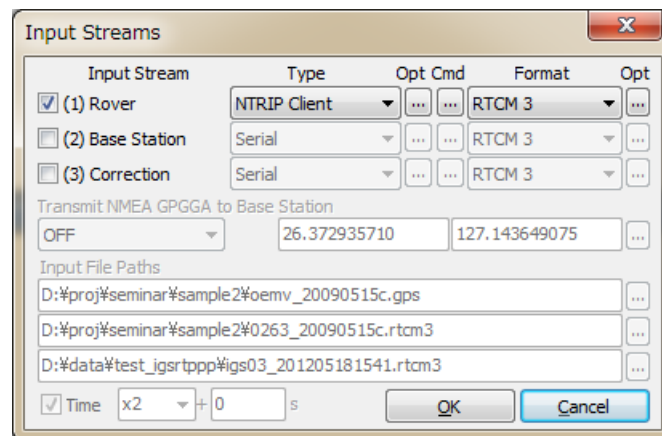 Input Streams
Input Stream Type Opt Cmd Format Opt
(1) Rover NTRIP Client ... ... RTCM 3 ...
(2) Base Station Serial ... ... RTCM 3 ...
(3) Correction Serial ... ... RTCM 3 ...
Transmit NMEA GPGGA to Base Station
OFF 26.372935710 127.143649075 ...
Input File Paths
D:¥proj¥seminar¥sample2¥oemv_20090515c.gps ...
D:¥proj¥seminar¥sample2¥0263_20090515c.rtcm3 ...
D:¥data¥test_igsrtppp¥igs03_201205181541.rtcm3 ...
Time x2 + 0 s OK Cancel